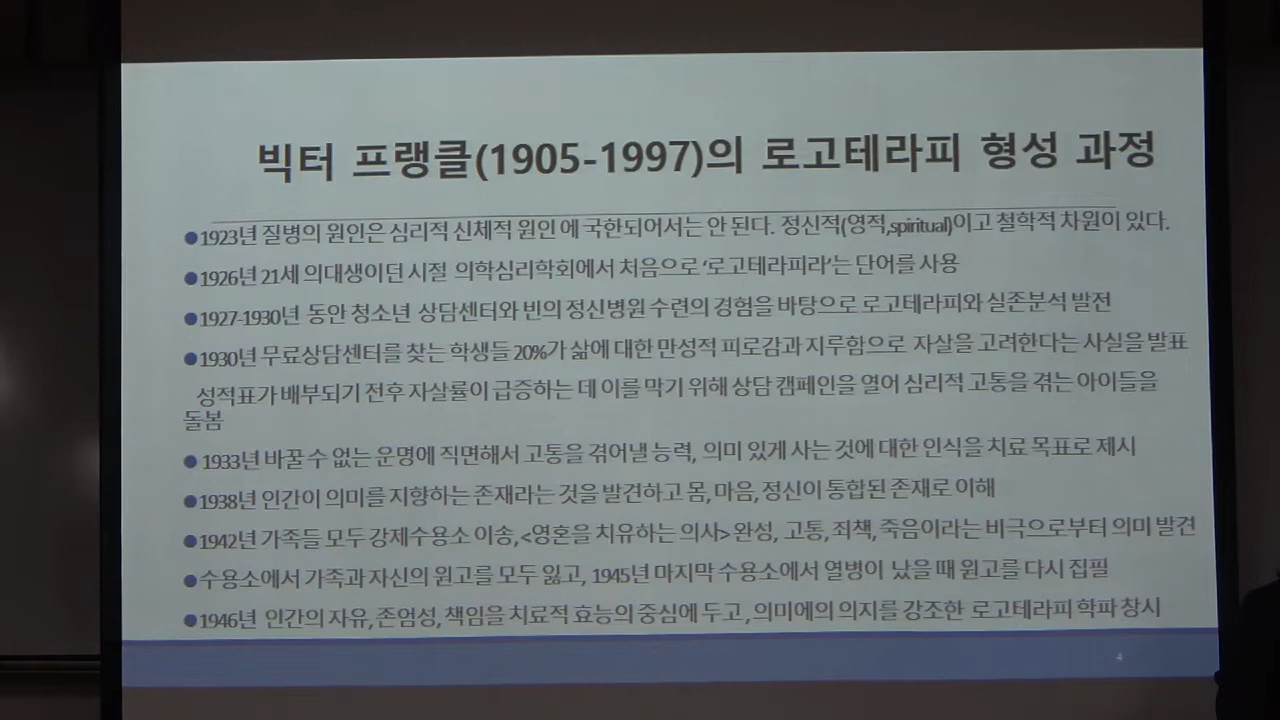 빅터 프랭클(1905-1997)의 로고테라피 형성 과정
●1923년 질병의 원인은 심리적 신체적 원인 에 국한되어서는 안 된다. 정신적(영적,spiritual)이고 철학적 차원이 있다.
●1926년 21세 의대생이던 시절 의학심리학회에서 처음으로 ‘로고테라피라’는 단어를 사용
●1927-1930년 동안 청소년 상담센터와 빈의 정신병원 수련의 경험을 바탕으로 로고테라피와 실존분석 발전
●1930년 무료상담센터를 찾는 학생들 20%가 삶에 대한 만성적 피로감과 지루함으로 자살을 고려한다는 사실을 발표
성적표가 배부되기 전후 자살률이 급증하는 데 이를 막기 위해 상담 캠페인을 열어 심리적 고통을 겪는 아이들을
돌봄
● 1933년 바꿀 수 없는 운명에 직면해서 고통을 겪어낼 능력, 의미 있게 사는 것에 대한 인식을 치료 목표로 제시
●1938년 인간이 의미를 지향하는 존재라는 것을 발견하고 몸, 마음, 정신이 통합된 존재로 이해
●1942년 가족들 모두 강제수용소 이송,<영혼을 치유하는 의사> 완성, 고통, 죄책, 죽음이라는 비극으로부터 의미 발견
●수용소에서 가족과 자신의 원고를 모두 잃고, 1945년 마지막 수용소에서 열병이 났을 때 원고를 다시 집필
●1946년 인간의 자유, 존엄성, 책임을 치료적 효능의 중심에 두고, 의미에의 의지를 강조한 로고테라피 학파 창시
4